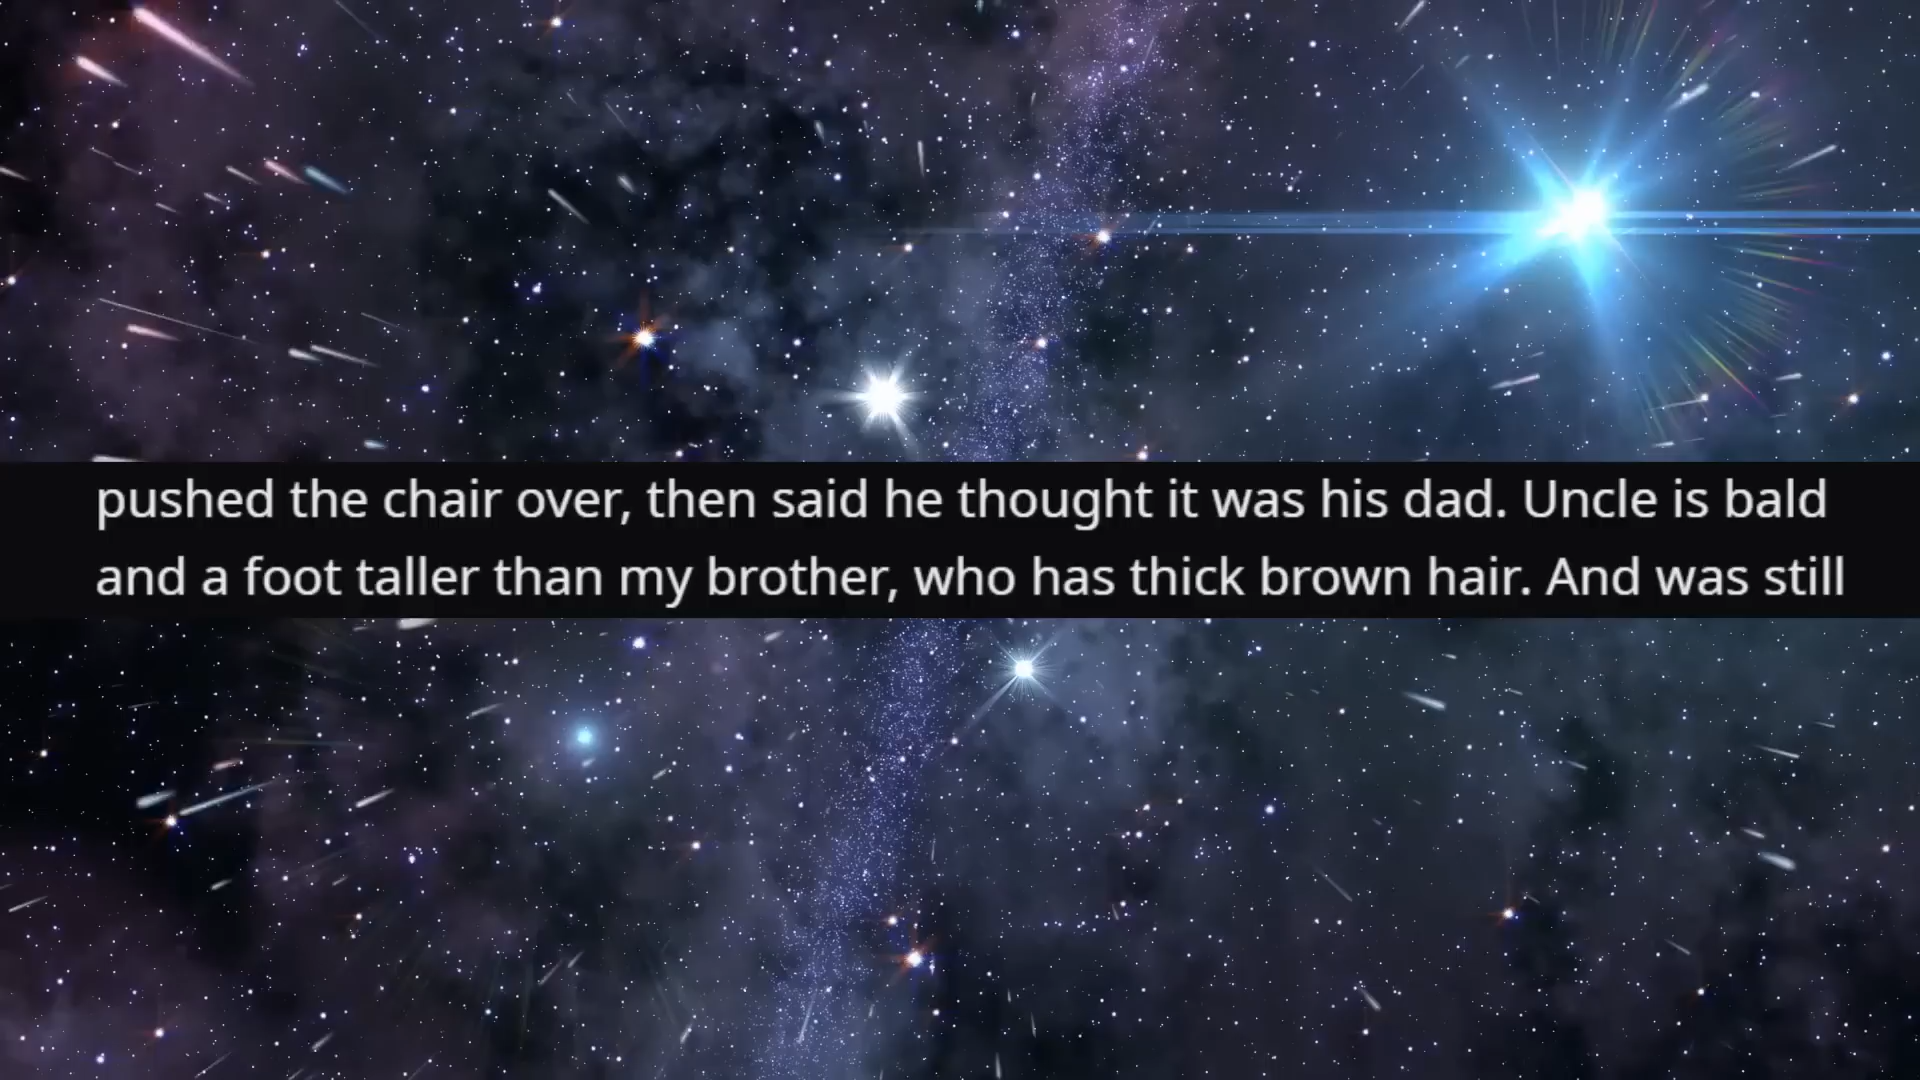 pushed the chair over, then said he thought it was his dad. Uncle is bald
and a foot taller than my brother, who has thick brown hair. And was still